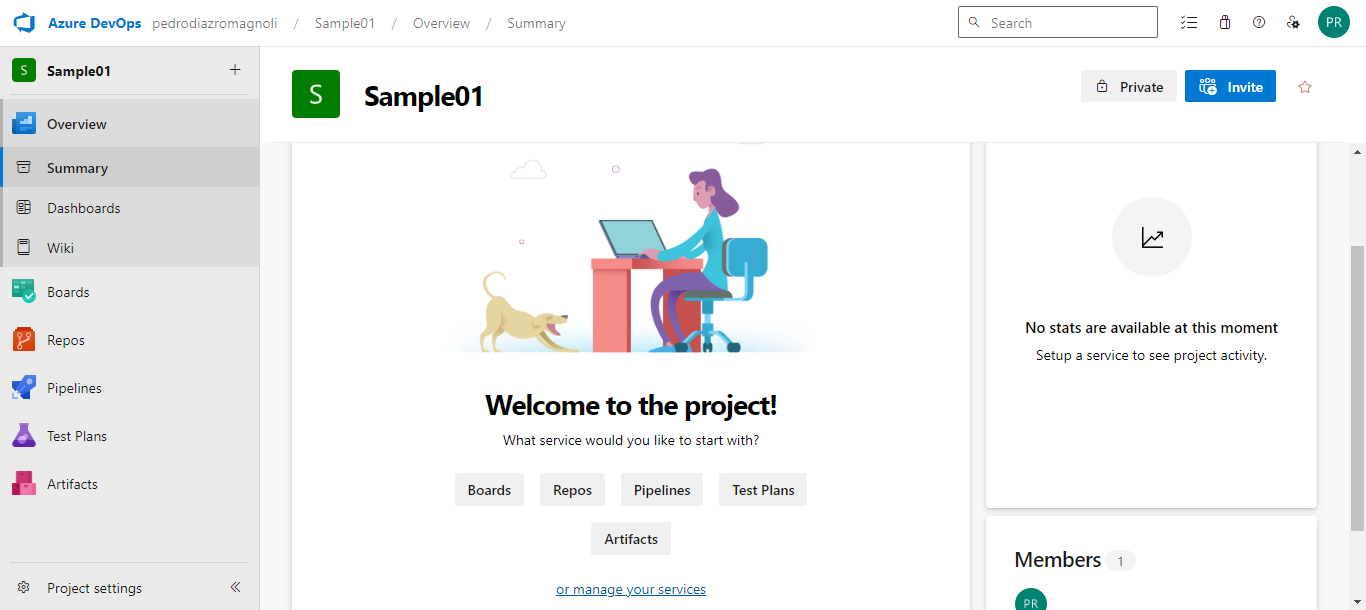 Azure DevOps pedrodiazromagnoli / Sample01 / Overview / Summary
Search
PR
S Sample01 +
Overview
Summary
Dashboards
Wiki
Boards
Repos
Pipelines
Test Plans
Artifacts
Project settings
S Sample01
Private
Invite
Welcome to the project!
What service would you like to start with?
Boards Repos Pipelines Test Plans
Artifacts
or manage your services
No stats are available at this moment
Setup a service to see project activity.
Members 1
PR